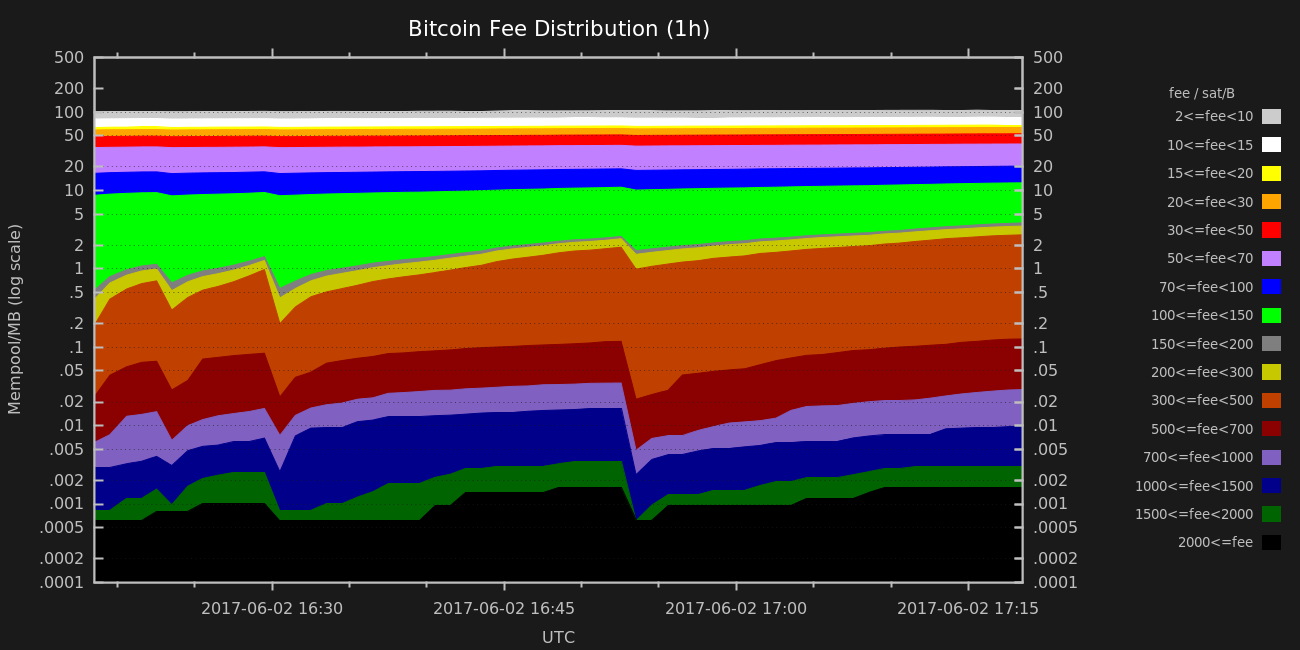 Bitcoin Fee Distribution (1h)
Mempool/MB (log scale)
500
200
100
50
20
10
5
2
1
.5
.2
.1
.05
.02
.01
.005
.002
.001
.0005
.0002
.0001
500
200
100
50
20
10
5
2
1
.5
.2
.1
.05
.02
.01
.005
.002
.001
.0005
.0002
.0001
2017-06-02 16:30 2017-06-02 16:45 2017-06-02 17:00 2017-06-02 17:15
UTC
fee / sat/B
2<=fee<10
10<=fee<15
15<=fee<20
20<=fee<30
30<=fee<50
50<=fee<70
70<=fee<100
100<=fee<150
150<=fee<200
200<=fee<300
300<=fee<500
500<=fee<700
700<=fee<1000
1000<=fee<1500
1500<=fee<2000
2000<=fee